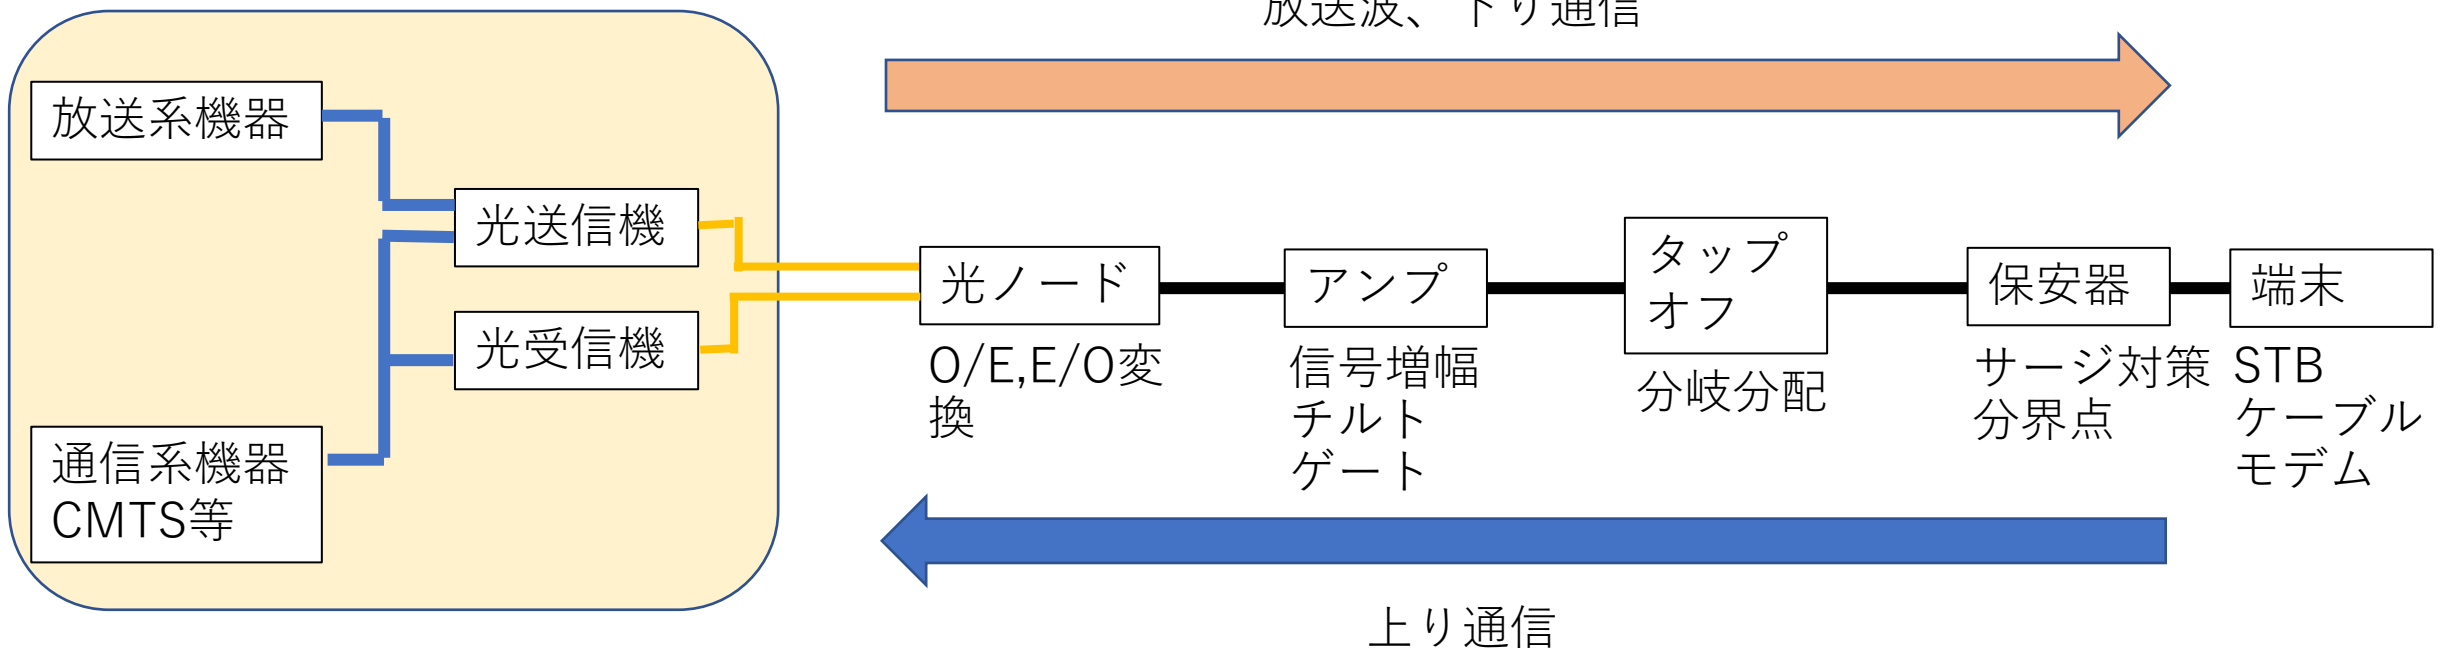 放送波、下り通信
放送系機器
光送信機
光受信機
通信系機器
CMTS等
光ノード
O/E,E/O変
換
アンプ
信号増幅
チルト
ゲート
タップ
オフ
分岐分配
保安器
サージ対策
分界点
端末
STB
ケーブル
モデム
上り通信